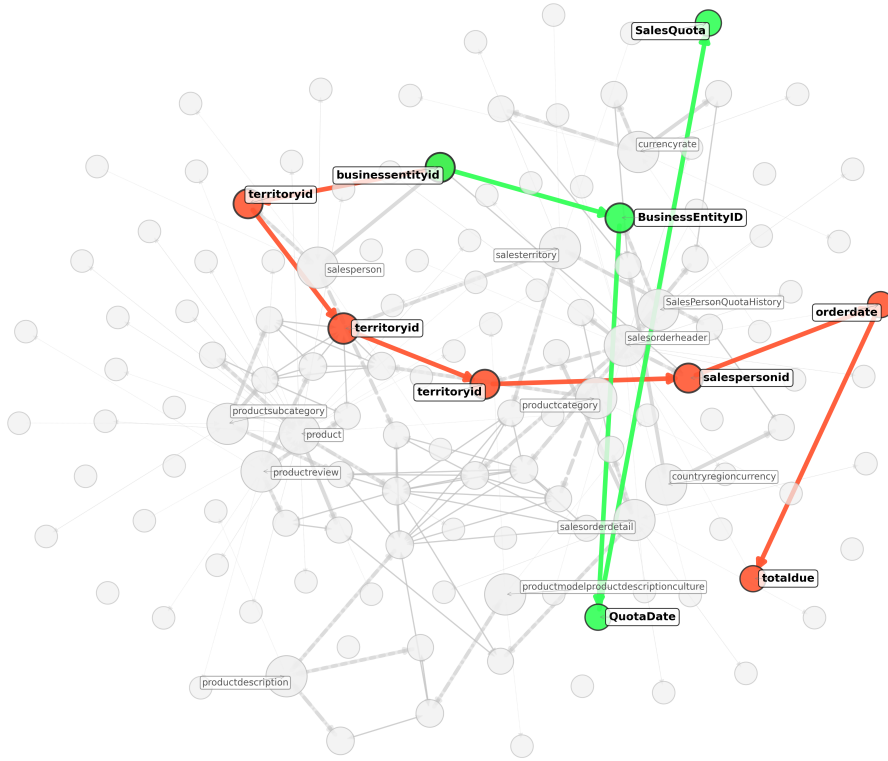 SalesQuota
currencyrate
businessentityid
territoryid
BusinessEntityID
salesterritory
salesperson
SalesPersonQuotaHistory
orderdate
territoryid
salesorderheader
salespersonid
territoryid
productcategory
productsubcategory
product
productreview
countryregioncurrency
salesorderdetail
totaldue
productmodelproductdescriptionculture
QuotaDate
productdescription